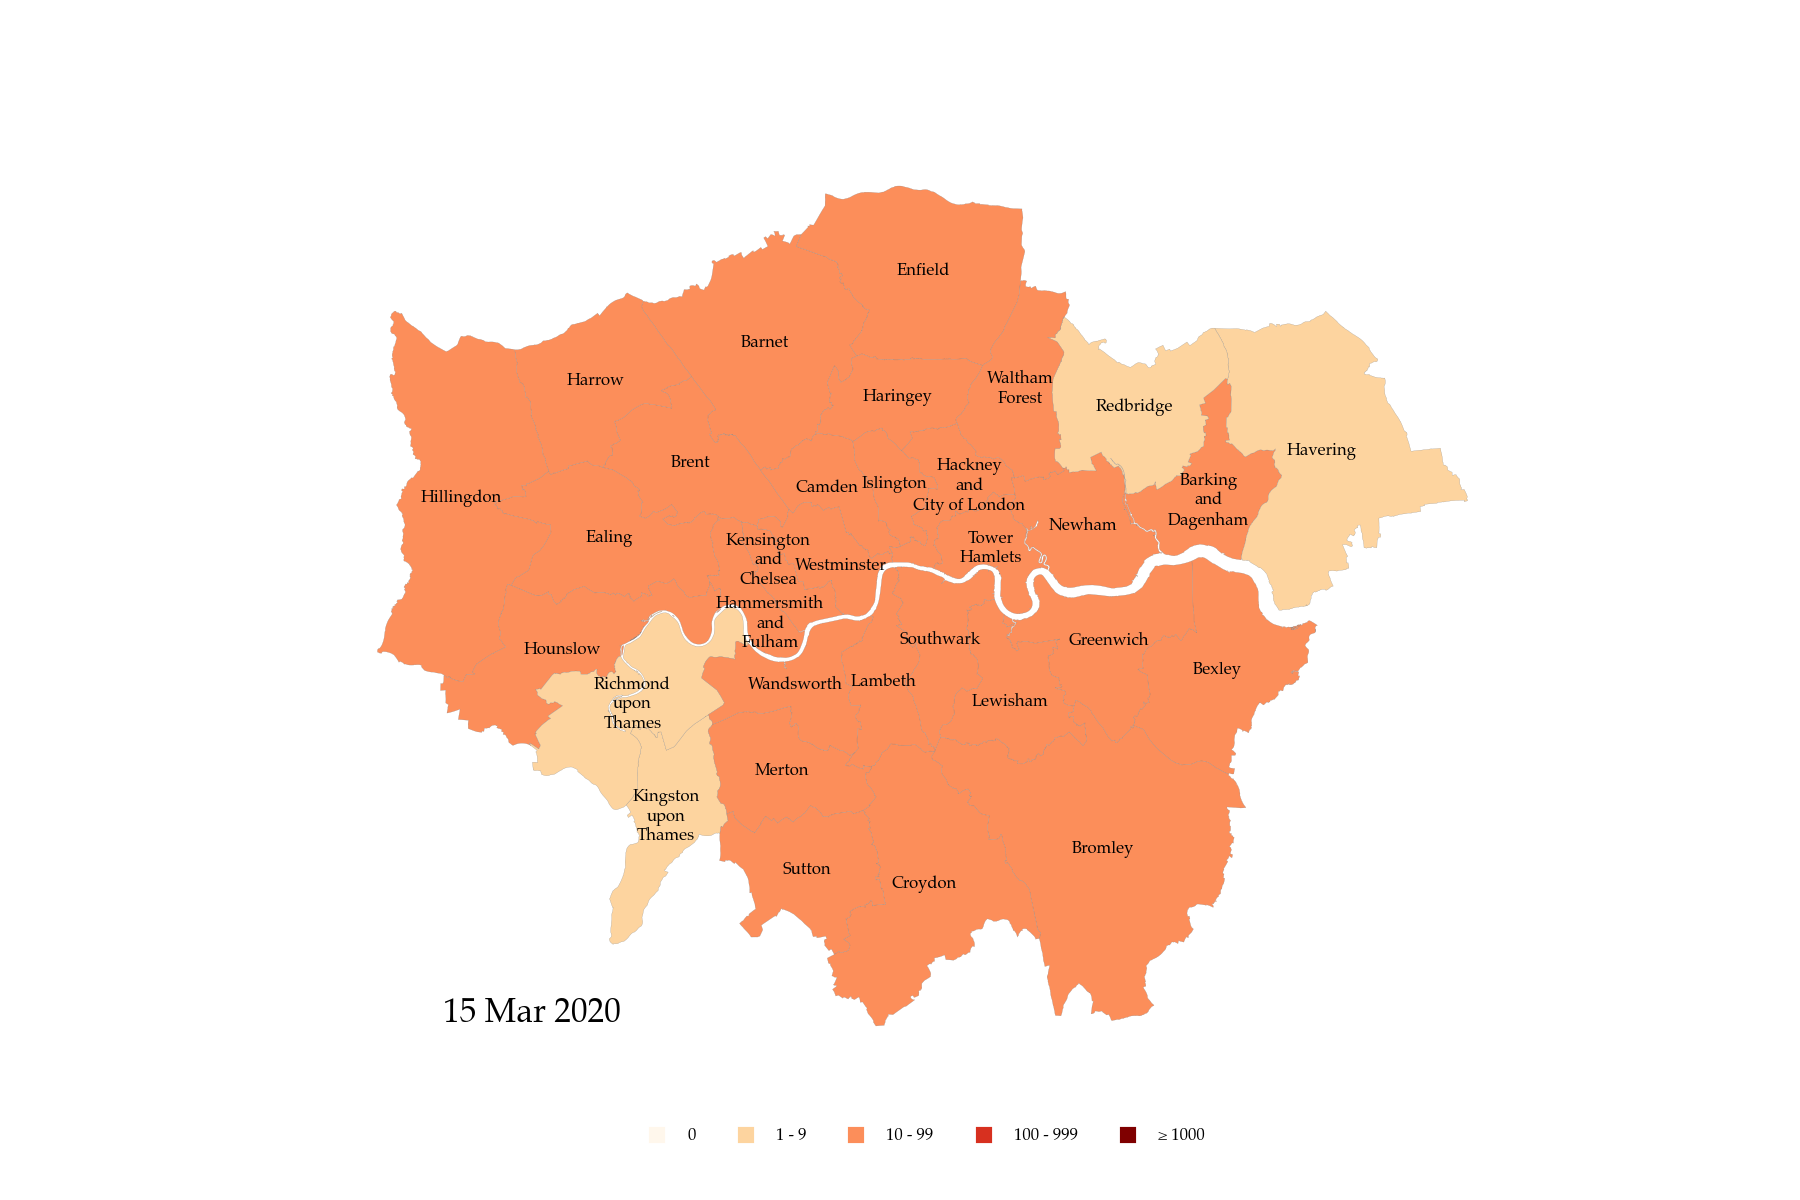 Enfield
Barnet
Harrow
Waltham
Forest
Haringey
Redbridge
Havering
Brent
Hackney
and
City of London
Camden
Islington
Hillingdon
Barking
and
Dagenham
Newham
Ealing
Kensington
and
Chelsea
Tower
Hamlets
Westminster
Hammersmith
and
Fulham
Hounslow
Southwark
Greenwich
Bexley
Richmond
upon
Thames
Wandsworth
Lambeth
Lewisham
Merton
Kingston
upon
Thames
Bromley
Sutton
Croydon
15 Mar 2020
0 1 - 9 10 - 99 100 - 999 ≥ 1000